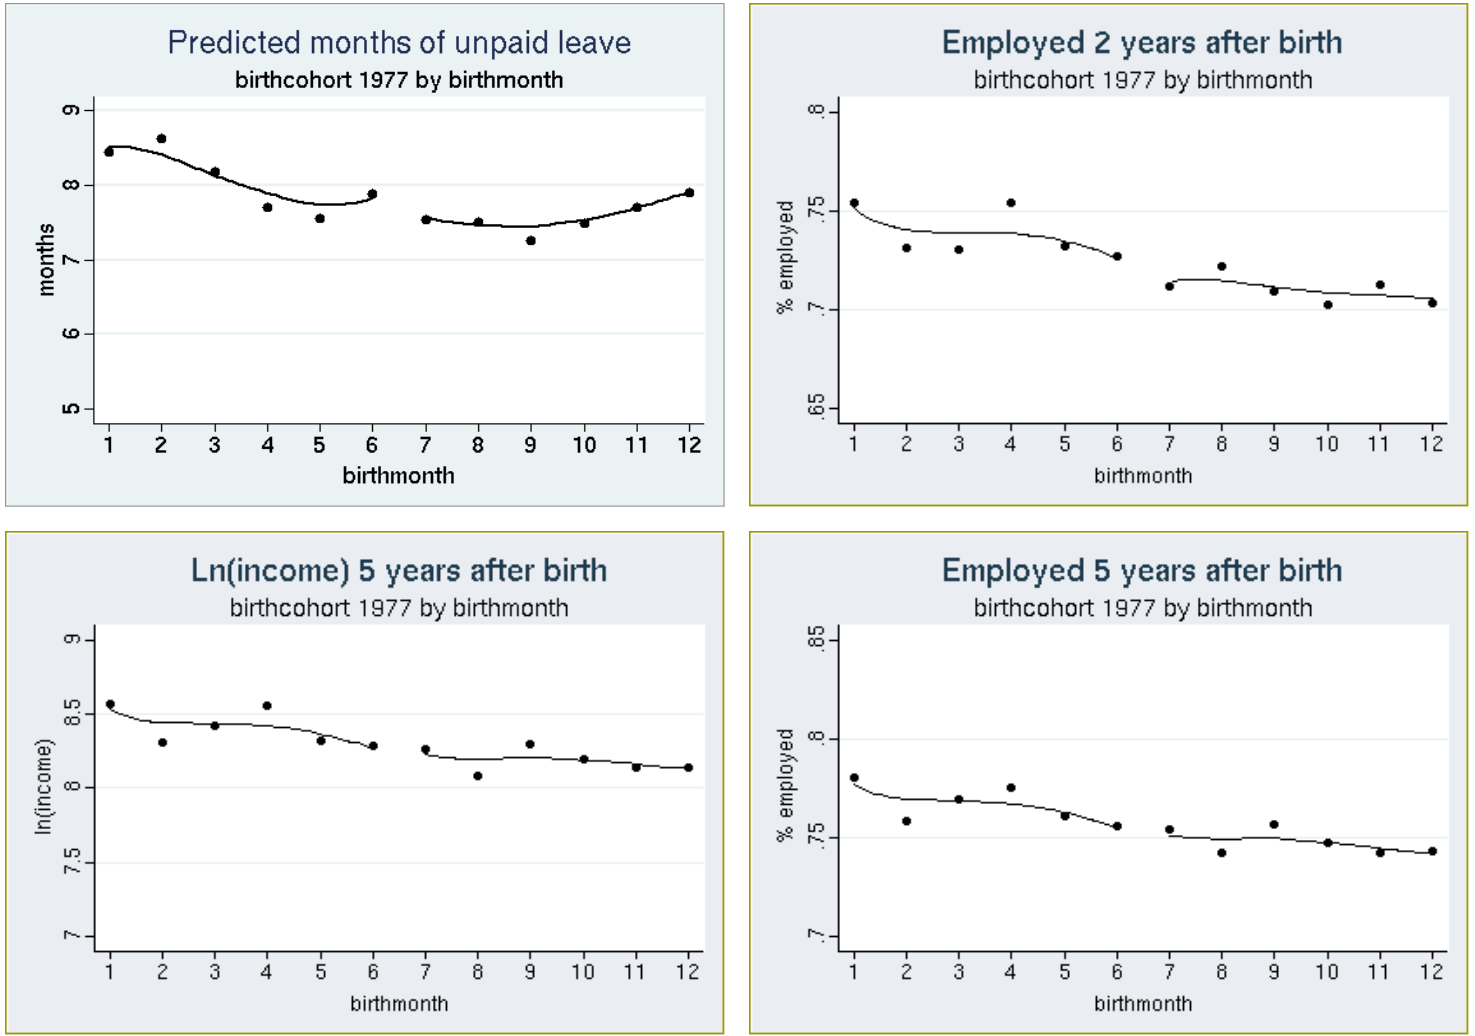 Predicted months of unpaid leave
birthcohort 1977 by birthmonth
9
8
7
6
5
months
1 2 3 4 5 6 7 8 9 10 11 12
birthmonth
Employed 2 years after birth
birthcohort 1977 by birthmonth
.8
.75
.7
.65
% employed
1 2 3 4 5 6 7 8 9 10 11 12
birthmonth
Ln(income) 5 years after birth
birthcohort 1977 by birthmonth
9
8.5
8
7.5
7
ln(income)
1 2 3 4 5 6 7 8 9 10 11 12
birthmonth
Employed 5 years after birth
birthcohort 1977 by birthmonth
.85
.8
.75
.7
% employed
1 2 3 4 5 6 7 8 9 10 11 12
birthmonth